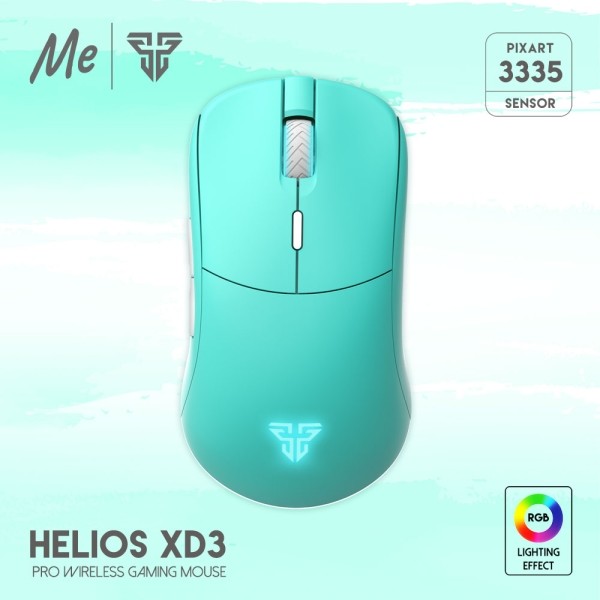 Me
PIXART
3335
SENSOR
HELIOS XD3
PRO WIRELESS GAMING MOUSE
RGB
LIGHTING
EFFECT